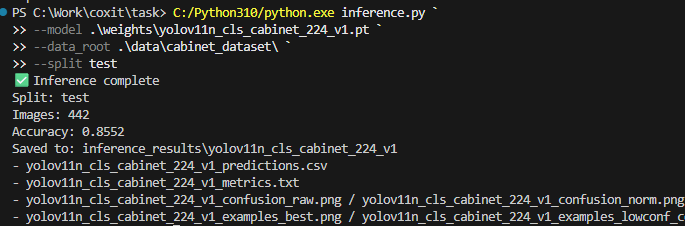 PS C:\Work\coxit\task> C:/Python310/python.exe inference.py `
>> --model .\weights\yolov11n_cls_cabinet_224_v1.pt `
>> --data_root .\data\cabinet_dataset\ `
>> --split test
✅ Inference complete
Split: test
Images: 442
Accuracy: 0.8552
Saved to: inference_results\yolov11n_cls_cabinet_224_v1
- yolov11n_cls_cabinet_224_v1_predictions.csv
- yolov11n_cls_cabinet_224_v1_metrics.txt
- yolov11n_cls_cabinet_224_v1_confusion_raw.png / yolov11n_cls_cabinet_224_v1_confusion_norm.png
- yolov11n_cls_cabinet_224_v1_examples_best.png / yolov11n_cls_cabinet_224_v1_examples_lowconf_c